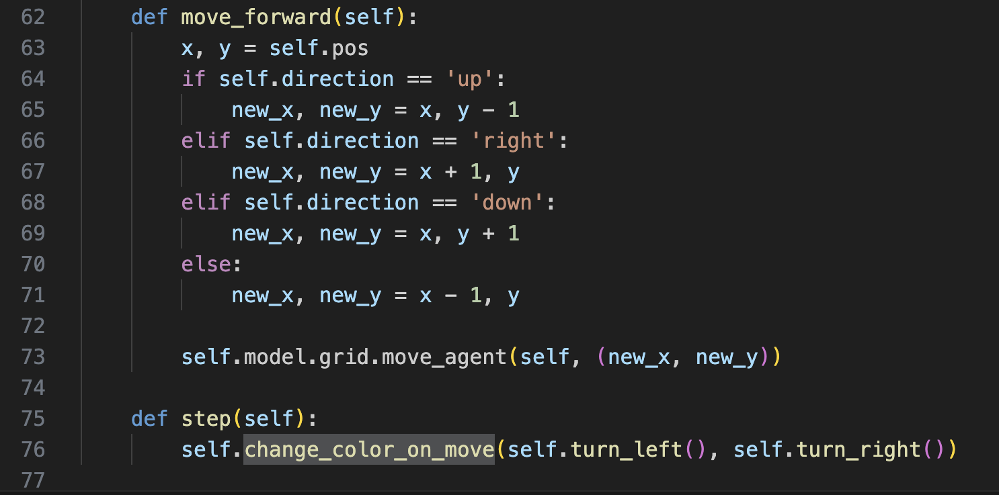 62 def move_forward(self):
63 x, y = self.pos
64 if self.direction == 'up':
65 new_x, new_y = x, y - 1
66 elif self.direction == 'right':
67 new_x, new_y = x + 1, y
68 elif self.direction == 'down':
69 new_x, new_y = x, y + 1
70 else:
71 new_x, new_y = x - 1, y
72
73 self.model.grid.move_agent(self, (new_x, new_y))
74
75 def step(self):
76 self.change_color_on_move(self.turn_left(), self.turn_right())
77